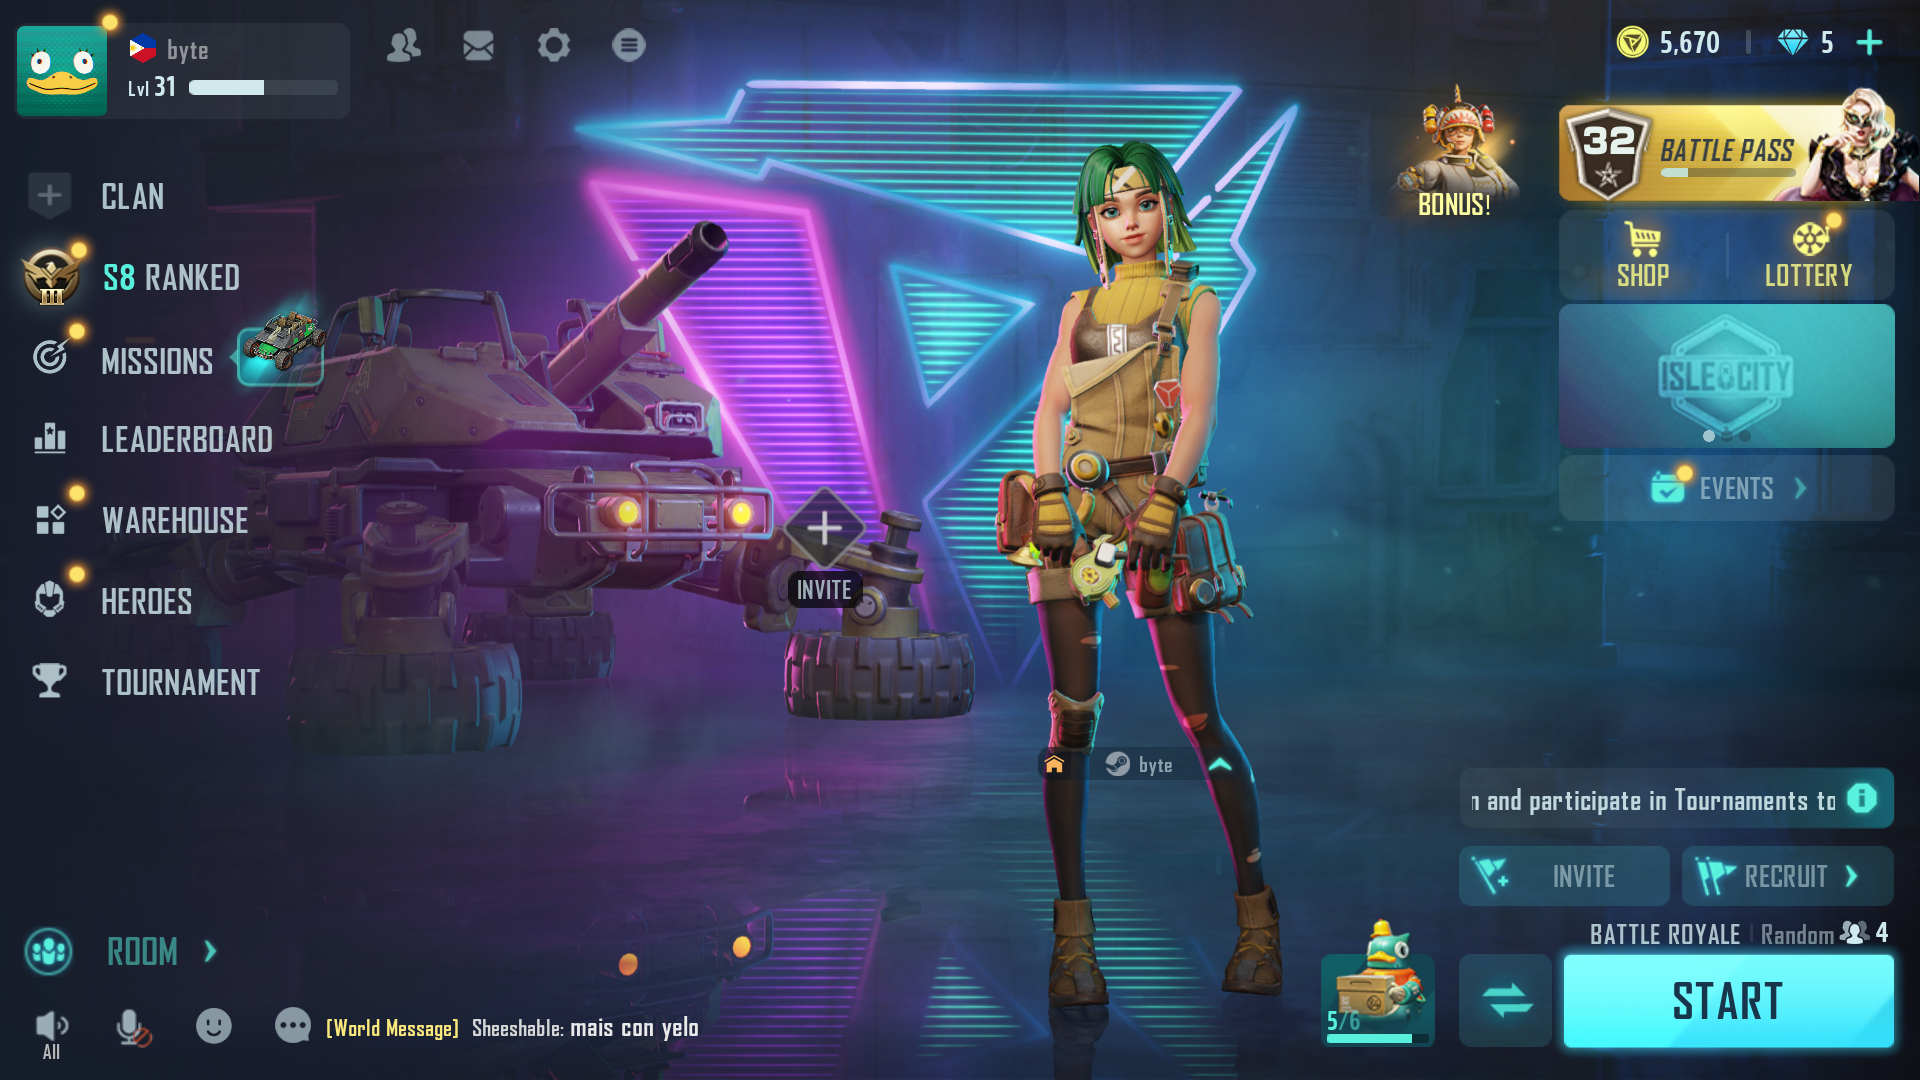 byte
Lvl 31
5,670
5
CLAN
S8 RANKED
III
MISSIONS
LEADERBOARD
WAREHOUSE
HEROES
TOURNAMENT
BONUS!
32
BATTLE PASS
SHOP
LOTTERY
ISLE CITY
EVENTS
INVITE
byte
and participate in Tournaments to
INVITE
RECRUIT
BATTLE ROYALE Random 4
START
5/6
ROOM
All
[World Message] Sheeshable: mais con yelo